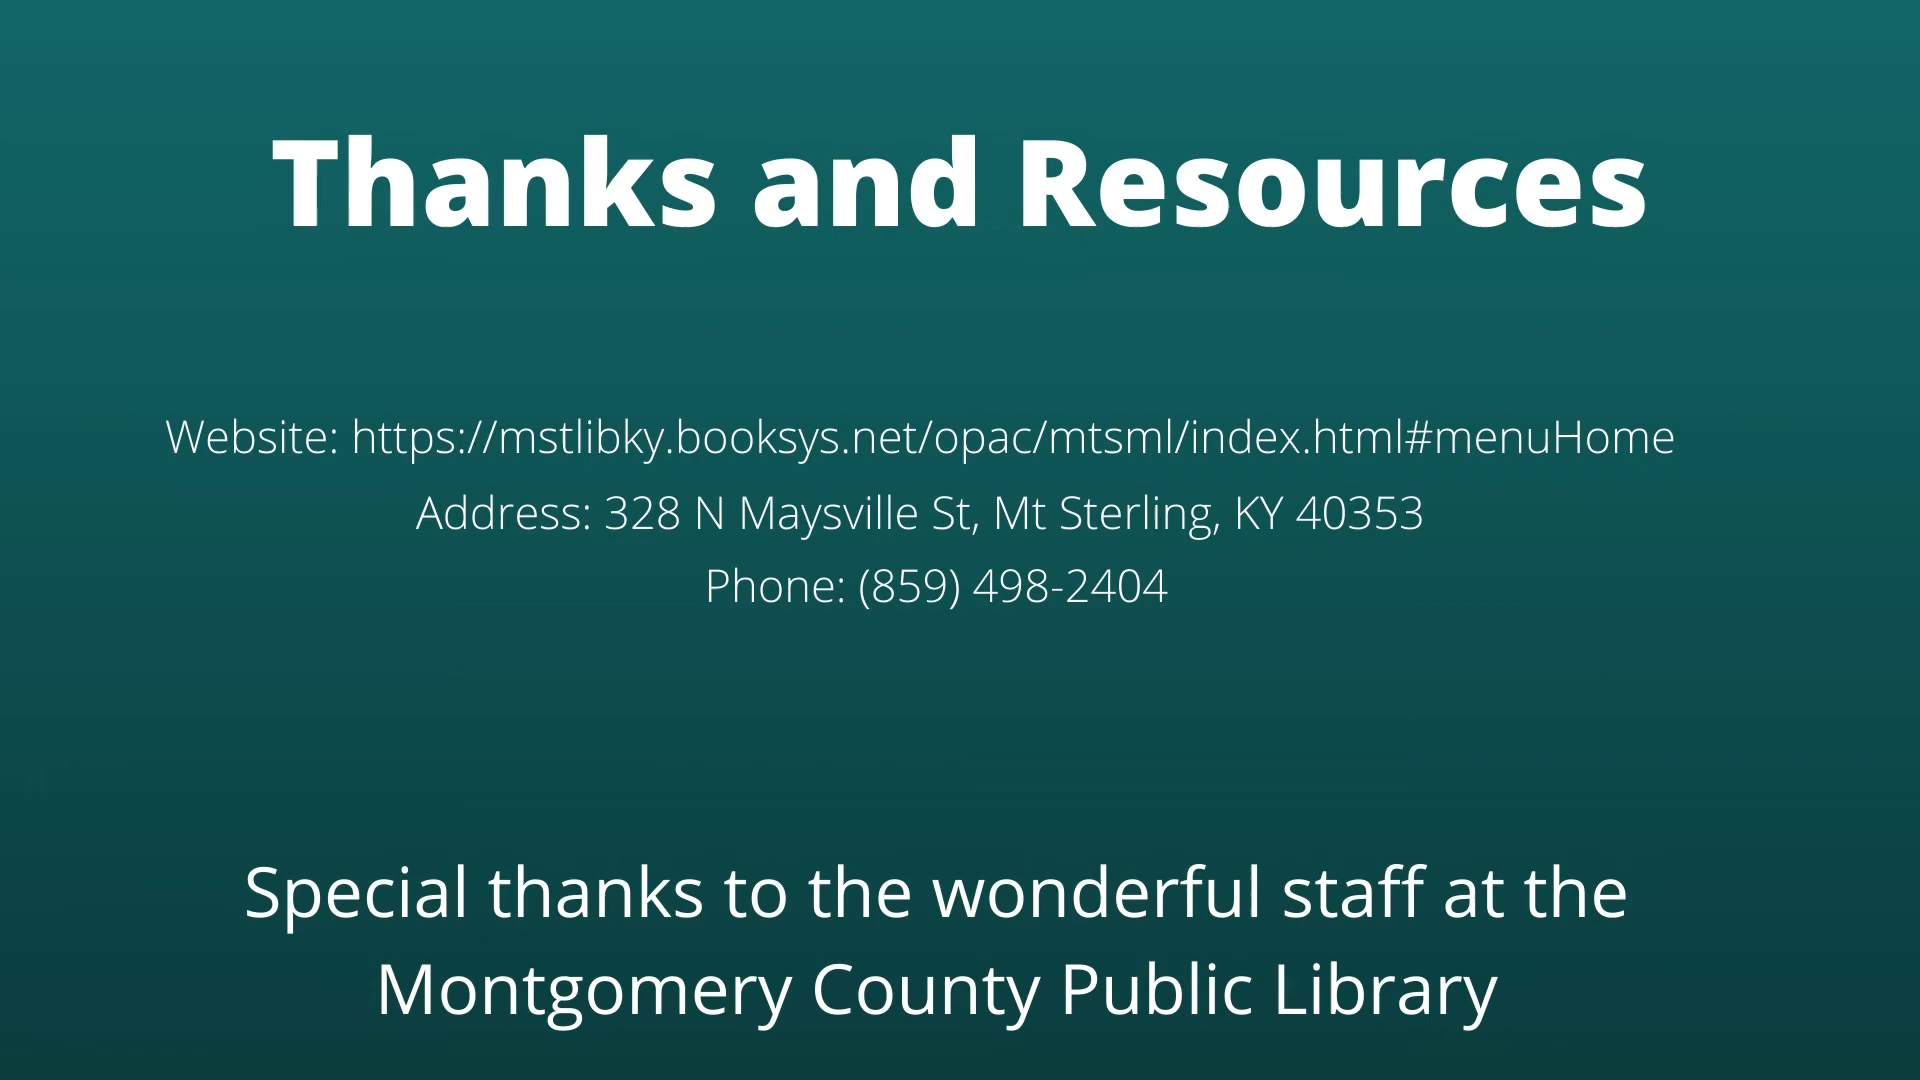 Thanks and Resources
Website: https://mstlibky.booksys.net/opac/mtsml/index.html#menuHome
Address: 328 N Maysville St, Mt Sterling, KY 40353
Phone: (859) 498-2404
Special thanks to the wonderful staff at the
Montgomery County Public Library